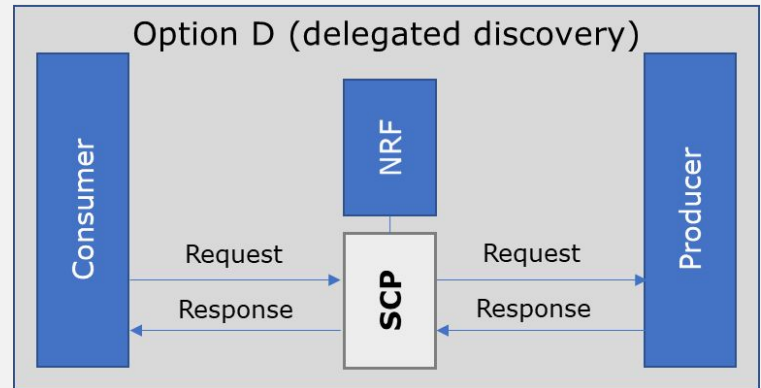 Option D (delegated discovery)
Consumer
NRF
Producer
Request
Request
SCP
Response
Response